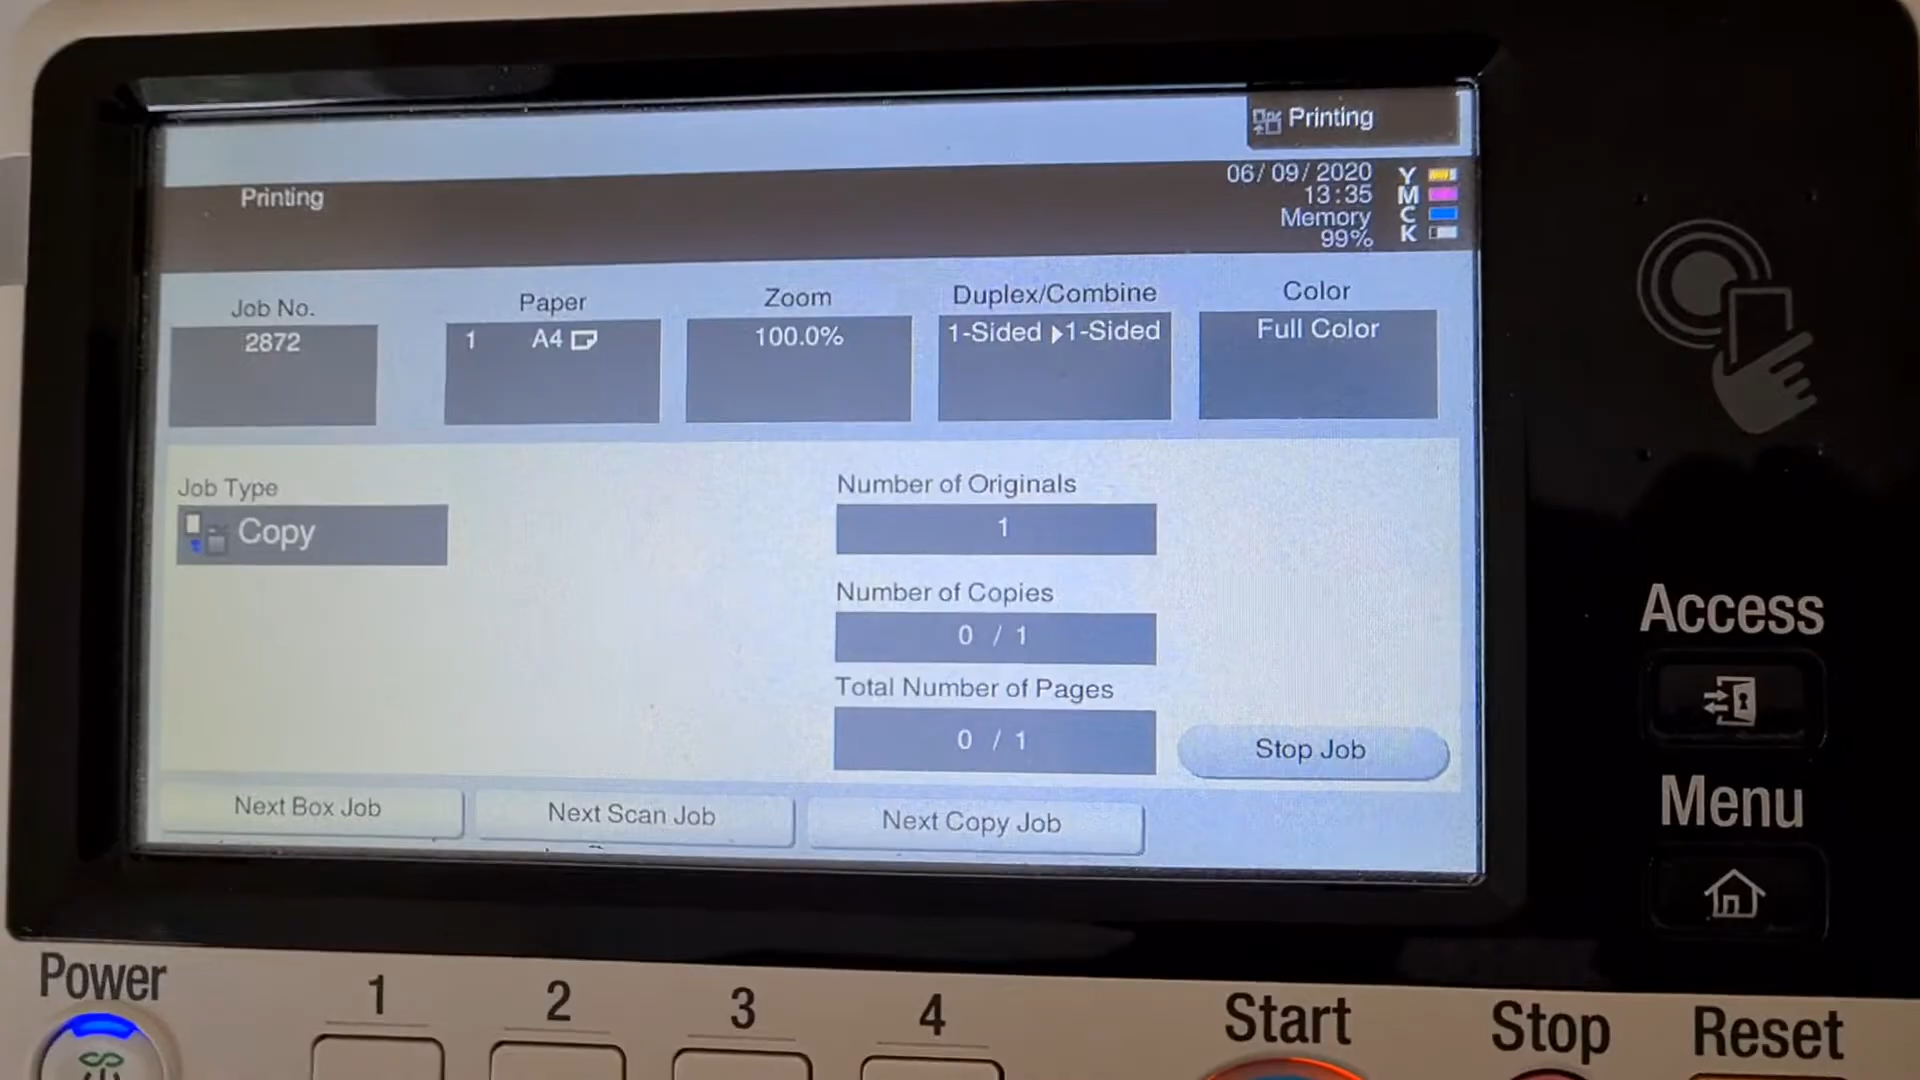 Printing
Printing
06/09/2020
13:35
Memory
99%
Y
M
C
K
Job No.
2872
Paper
1 A4
Zoom
100.0%
Duplex/Combine
1-Sided ▶1-Sided
Color
Full Color
Job Type
Copy
Number of Originals
1
Number of Copies
0 / 1
Total Number of Pages
0 / 1
Stop Job
Next Box Job
Next Scan Job
Next Copy Job
Access
Menu
Power
1
2
3
4
Start
Stop
Reset